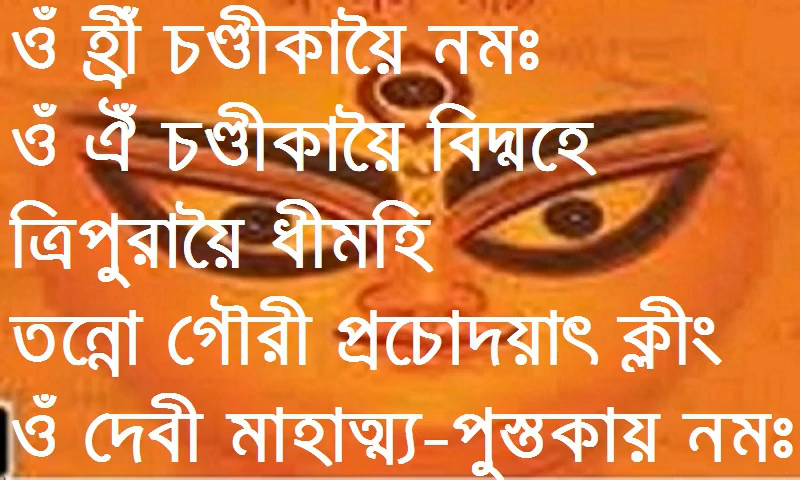 ওঁ হ্রীঁ চণ্ডীকায়ৈ নমঃ
ওঁ ঐঁ চণ্ডীকায়ৈ বিদ্মহে
ত্রিপুরায়ৈ ধীমহি
তন্নো গৌরী প্রচোদয়াৎ ক্লীং
ওঁ দেবী মাহাত্ম্য-পুস্তকায় নমঃ